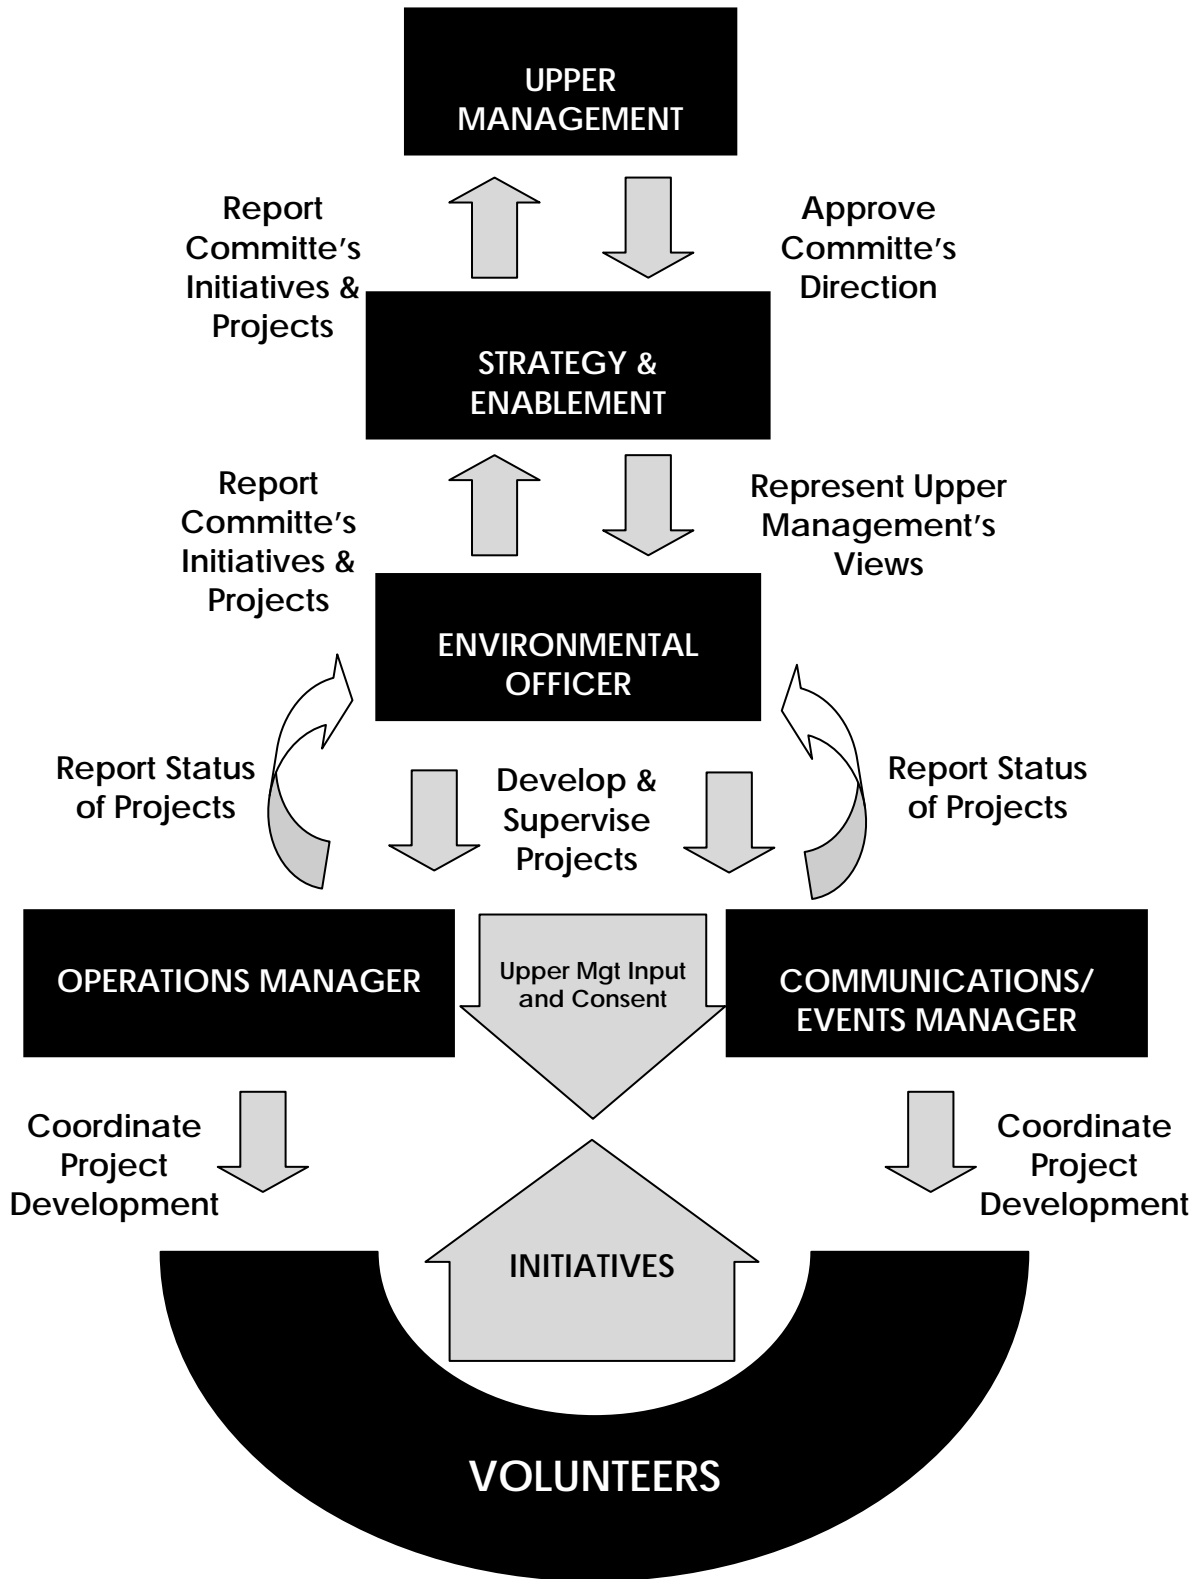 UPPER
MANAGEMENT
Report
Committe's
Initiatives &
Projects
Approve
Committe's
Direction
STRATEGY &
ENABLEMENT
Report
Committe's
Initiatives &
Projects
Represent Upper
Management's
Views
ENVIRONMENTAL
OFFICER
Report Status
of Projects
Develop &
Supervise
Projects
Report Status
of Projects
OPERATIONS MANAGER
Upper Mgt Input
and Consent
COMMUNICATIONS/
EVENTS MANAGER
Coordinate
Project
Development
Coordinate
Project
Development
INITIATIVES
VOLUNTEERS